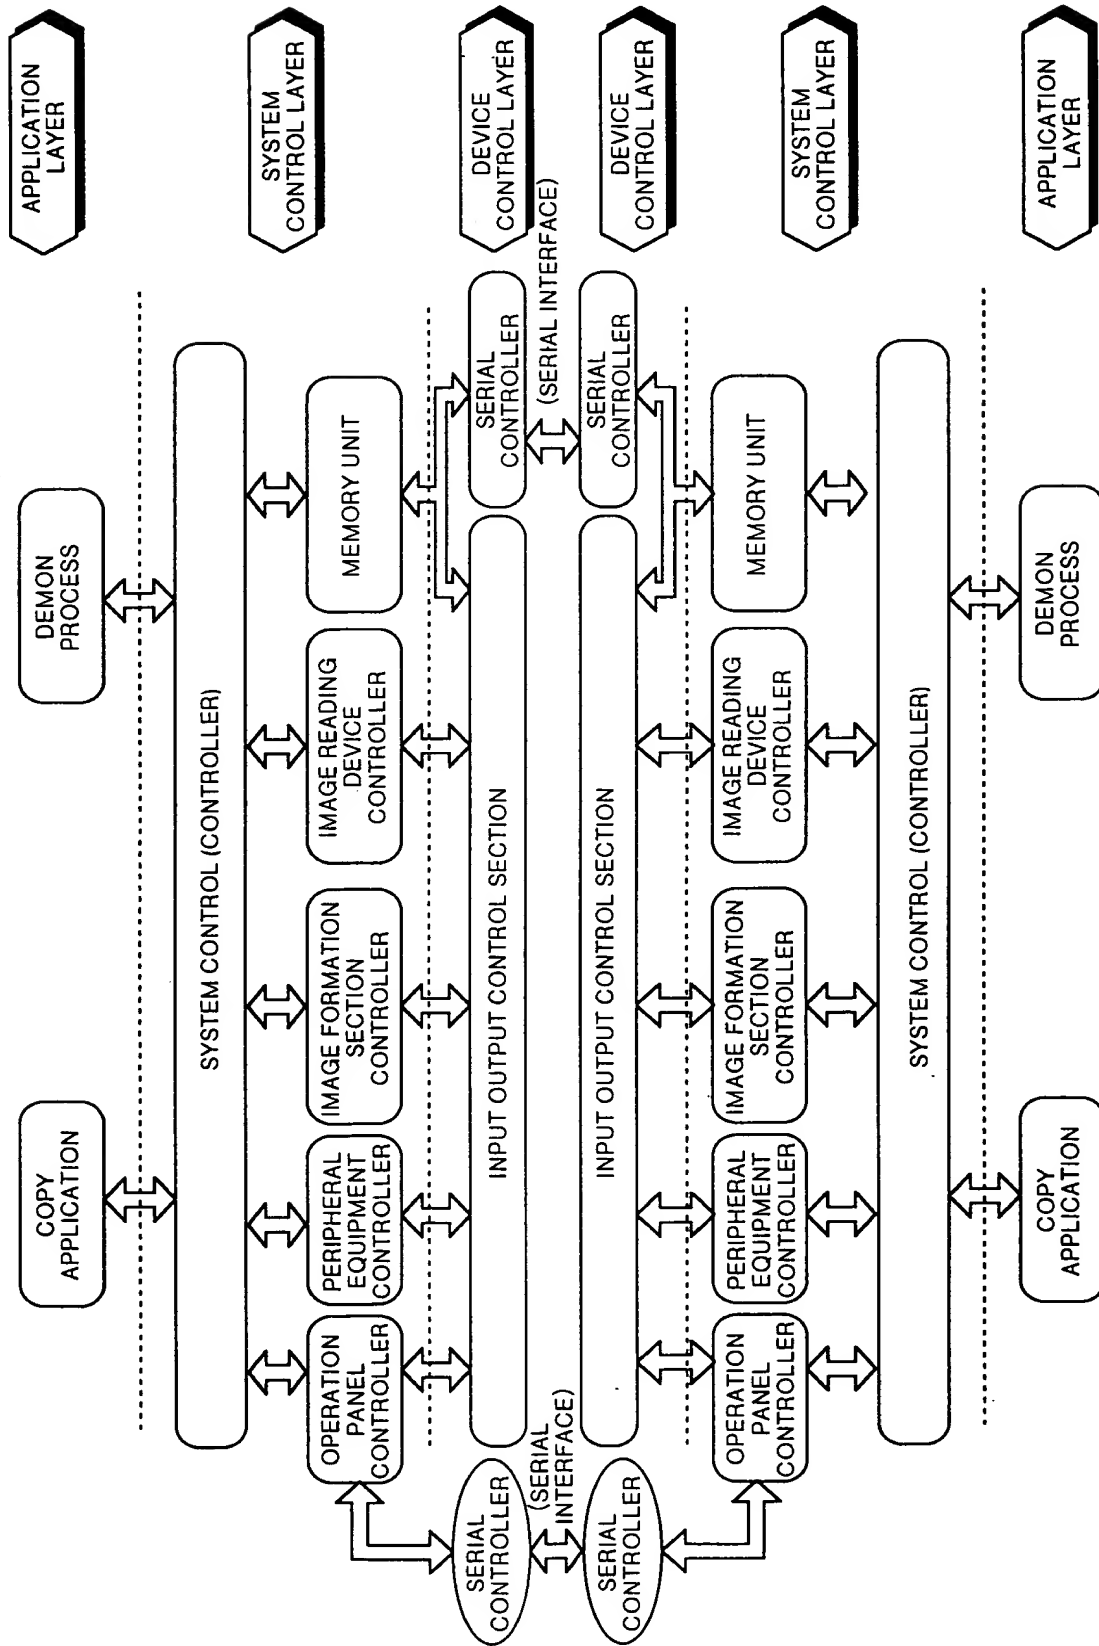 COPY
APPLICATION
DEMON
PROCESS
APPLICATION
LAYER
SYSTEM CONTROL (CONTROLLER)
SYSTEM
CONTROL LAYER
OPERATION
PANEL
CONTROLLER
PERIPHERAL
EQUIPMENT
CONTROLLER
IMAGE FORMATION
SECTION
CONTROLLER
IMAGE READING
DEVICE
CONTROLLER
MEMORY UNIT
SERIAL
CONTROLLER
INPUT OUTPUT CONTROL SECTION
SERIAL
CONTROLLER
DEVICE
CONTROL LAYER
(SERIAL
INTERFACE)
(SERIAL INTERFACE)
SERIAL
CONTROLLER
INPUT OUTPUT CONTROL SECTION
SERIAL
CONTROLLER
DEVICE
CONTROL LAYER
OPERATION
PANEL
CONTROLLER
PERIPHERAL
EQUIPMENT
CONTROLLER
IMAGE FORMATION
SECTION
CONTROLLER
IMAGE READING
DEVICE
CONTROLLER
MEMORY UNIT
SYSTEM
CONTROL LAYER
SYSTEM CONTROL (CONTROLLER)
COPY
APPLICATION
DEMON
PROCESS
APPLICATION
LAYER